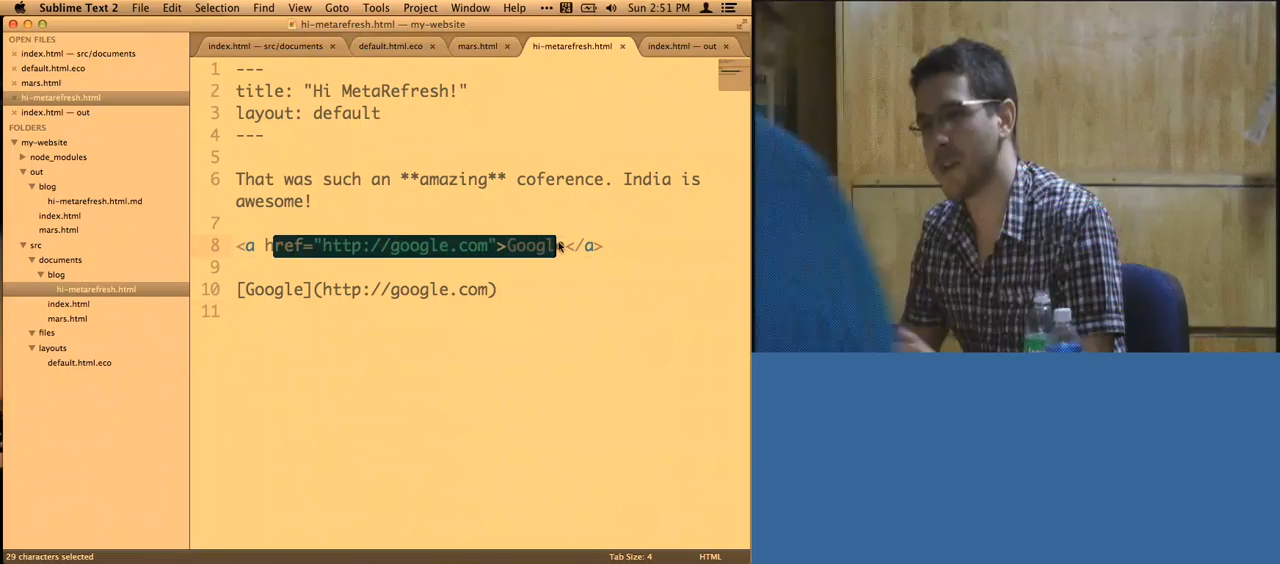 Sublime Text 2 File Edit Selection Find View Goto Tools Project Window Help Sun 2:51 PM
hi-metarefresh.html — my-website
OPEN FILES
index.html — src/documents
default.html.eco
mars.html
hi-metarefresh.html
index.html — out
FOLDERS
my-website
node_modules
out
blog
hi-metarefresh.html.md
index.html
mars.html
src
documents
blog
hi-metarefresh.html
index.html
mars.html
files
layouts
default.html.eco
index.html — src/documents default.html.eco mars.html hi-metarefresh.html index.html — out
1 ---
2 title: "Hi MetaRefresh!"
3 layout: default
4 ---
5
6 That was such an **amazing** coference. India is
awesome!
7
8 <a href="http://google.com">Google</a>
9
10 [Google](http://google.com)
11
29 characters selected Tab Size: 4 HTML